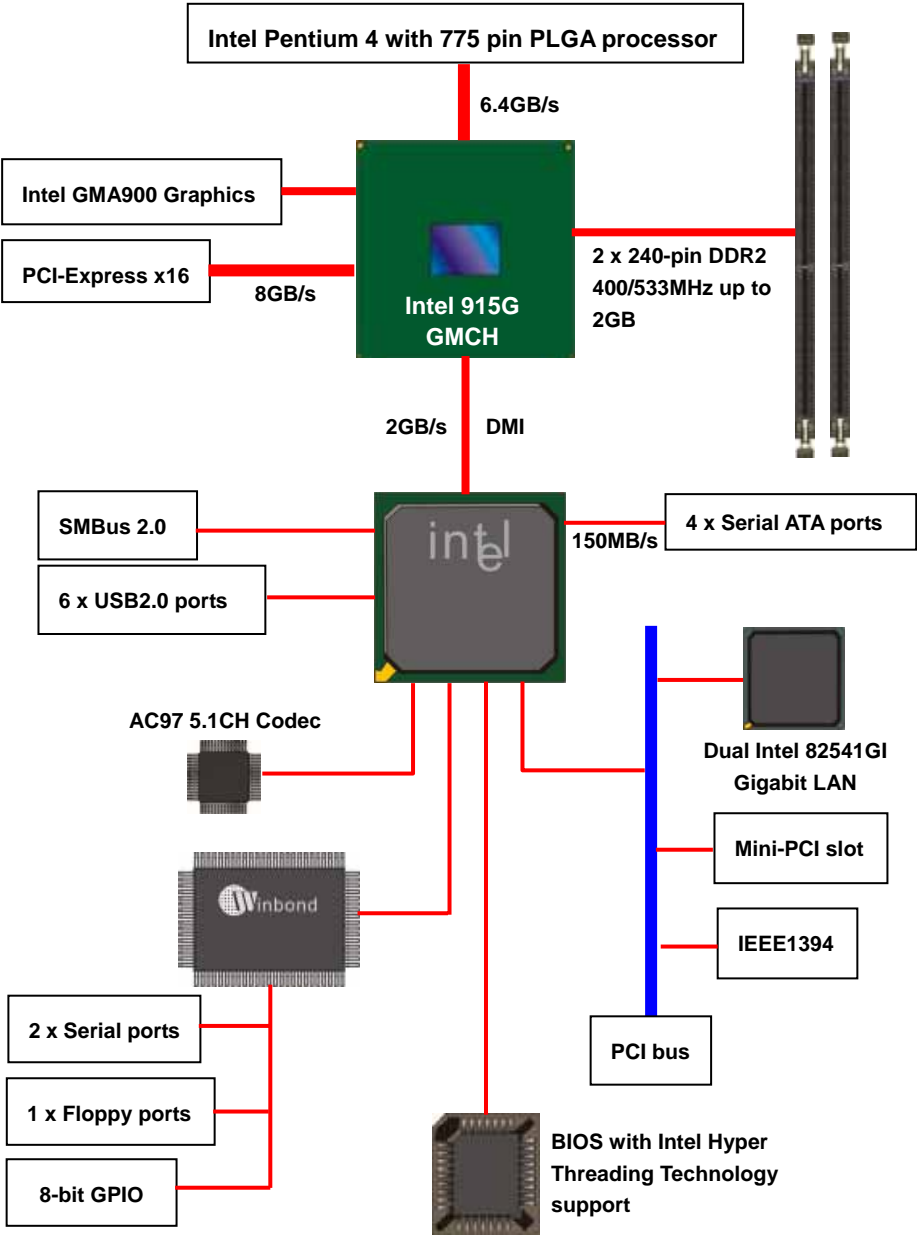 Intel Pentium 4 with 775 pin PLGA processor
6.4GB/s
Intel GMA900 Graphics
PCI-Express x16
8GB/s
Intel 915G
GMCH
2 x 240-pin DDR2
400/533MHz up to
2GB
2GB/s
DMI
SMBus 2.0
6 x USB2.0 ports
intel
150MB/s
4 x Serial ATA ports
AC97 5.1CH Codec
Dual Intel 82541GI
Gigabit LAN
Mini-PCI slot
Winbond
IEEE1394
2 x Serial ports
PCI bus
1 x Floppy ports
8-bit GPIO
BIOS with Intel Hyper
Threading Technology
support